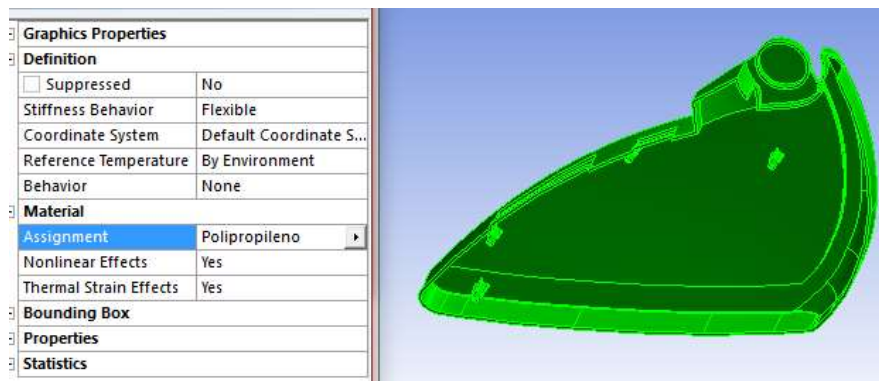 Graphics Properties
Definition
Suppressed No
Stiffness Behavior Flexible
Coordinate System Default Coordinate S...
Reference Temperature By Environment
Behavior None
Material
Assignment Polipropileno
Nonlinear Effects Yes
Thermal Strain Effects Yes
Bounding Box
Properties
Statistics